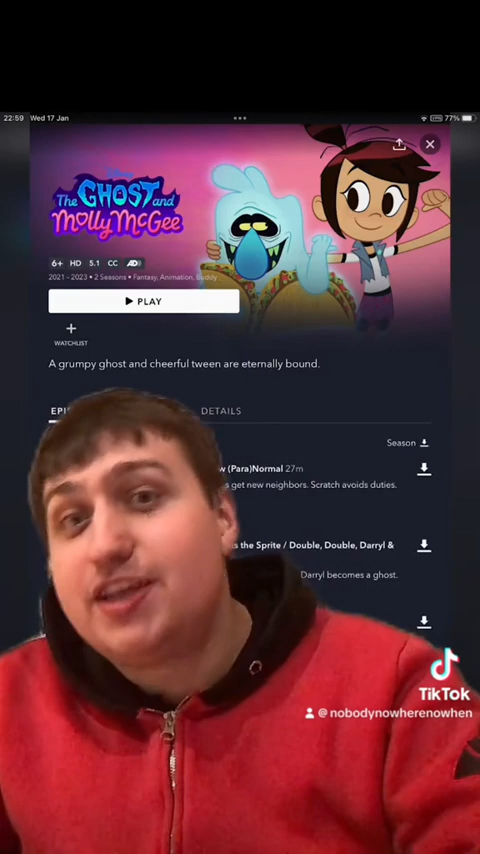 22:59 Wed 17 Jan
77%
Disney
The GHOST and
Molly McGee
6+ HD 5.1 CC AD
2021 – 2023 • 2 Seasons • Fantasy, Animation, Buddy
PLAY
WATCHLIST
A grumpy ghost and cheerful tween are eternally bound.
EPI
DETAILS
Season
w (Para)Normal 27m
s get new neighbors. Scratch avoids duties.
s the Sprite / Double, Double, Darryl &
Darryl becomes a ghost.
TikTok
@nobodynowherenowhen